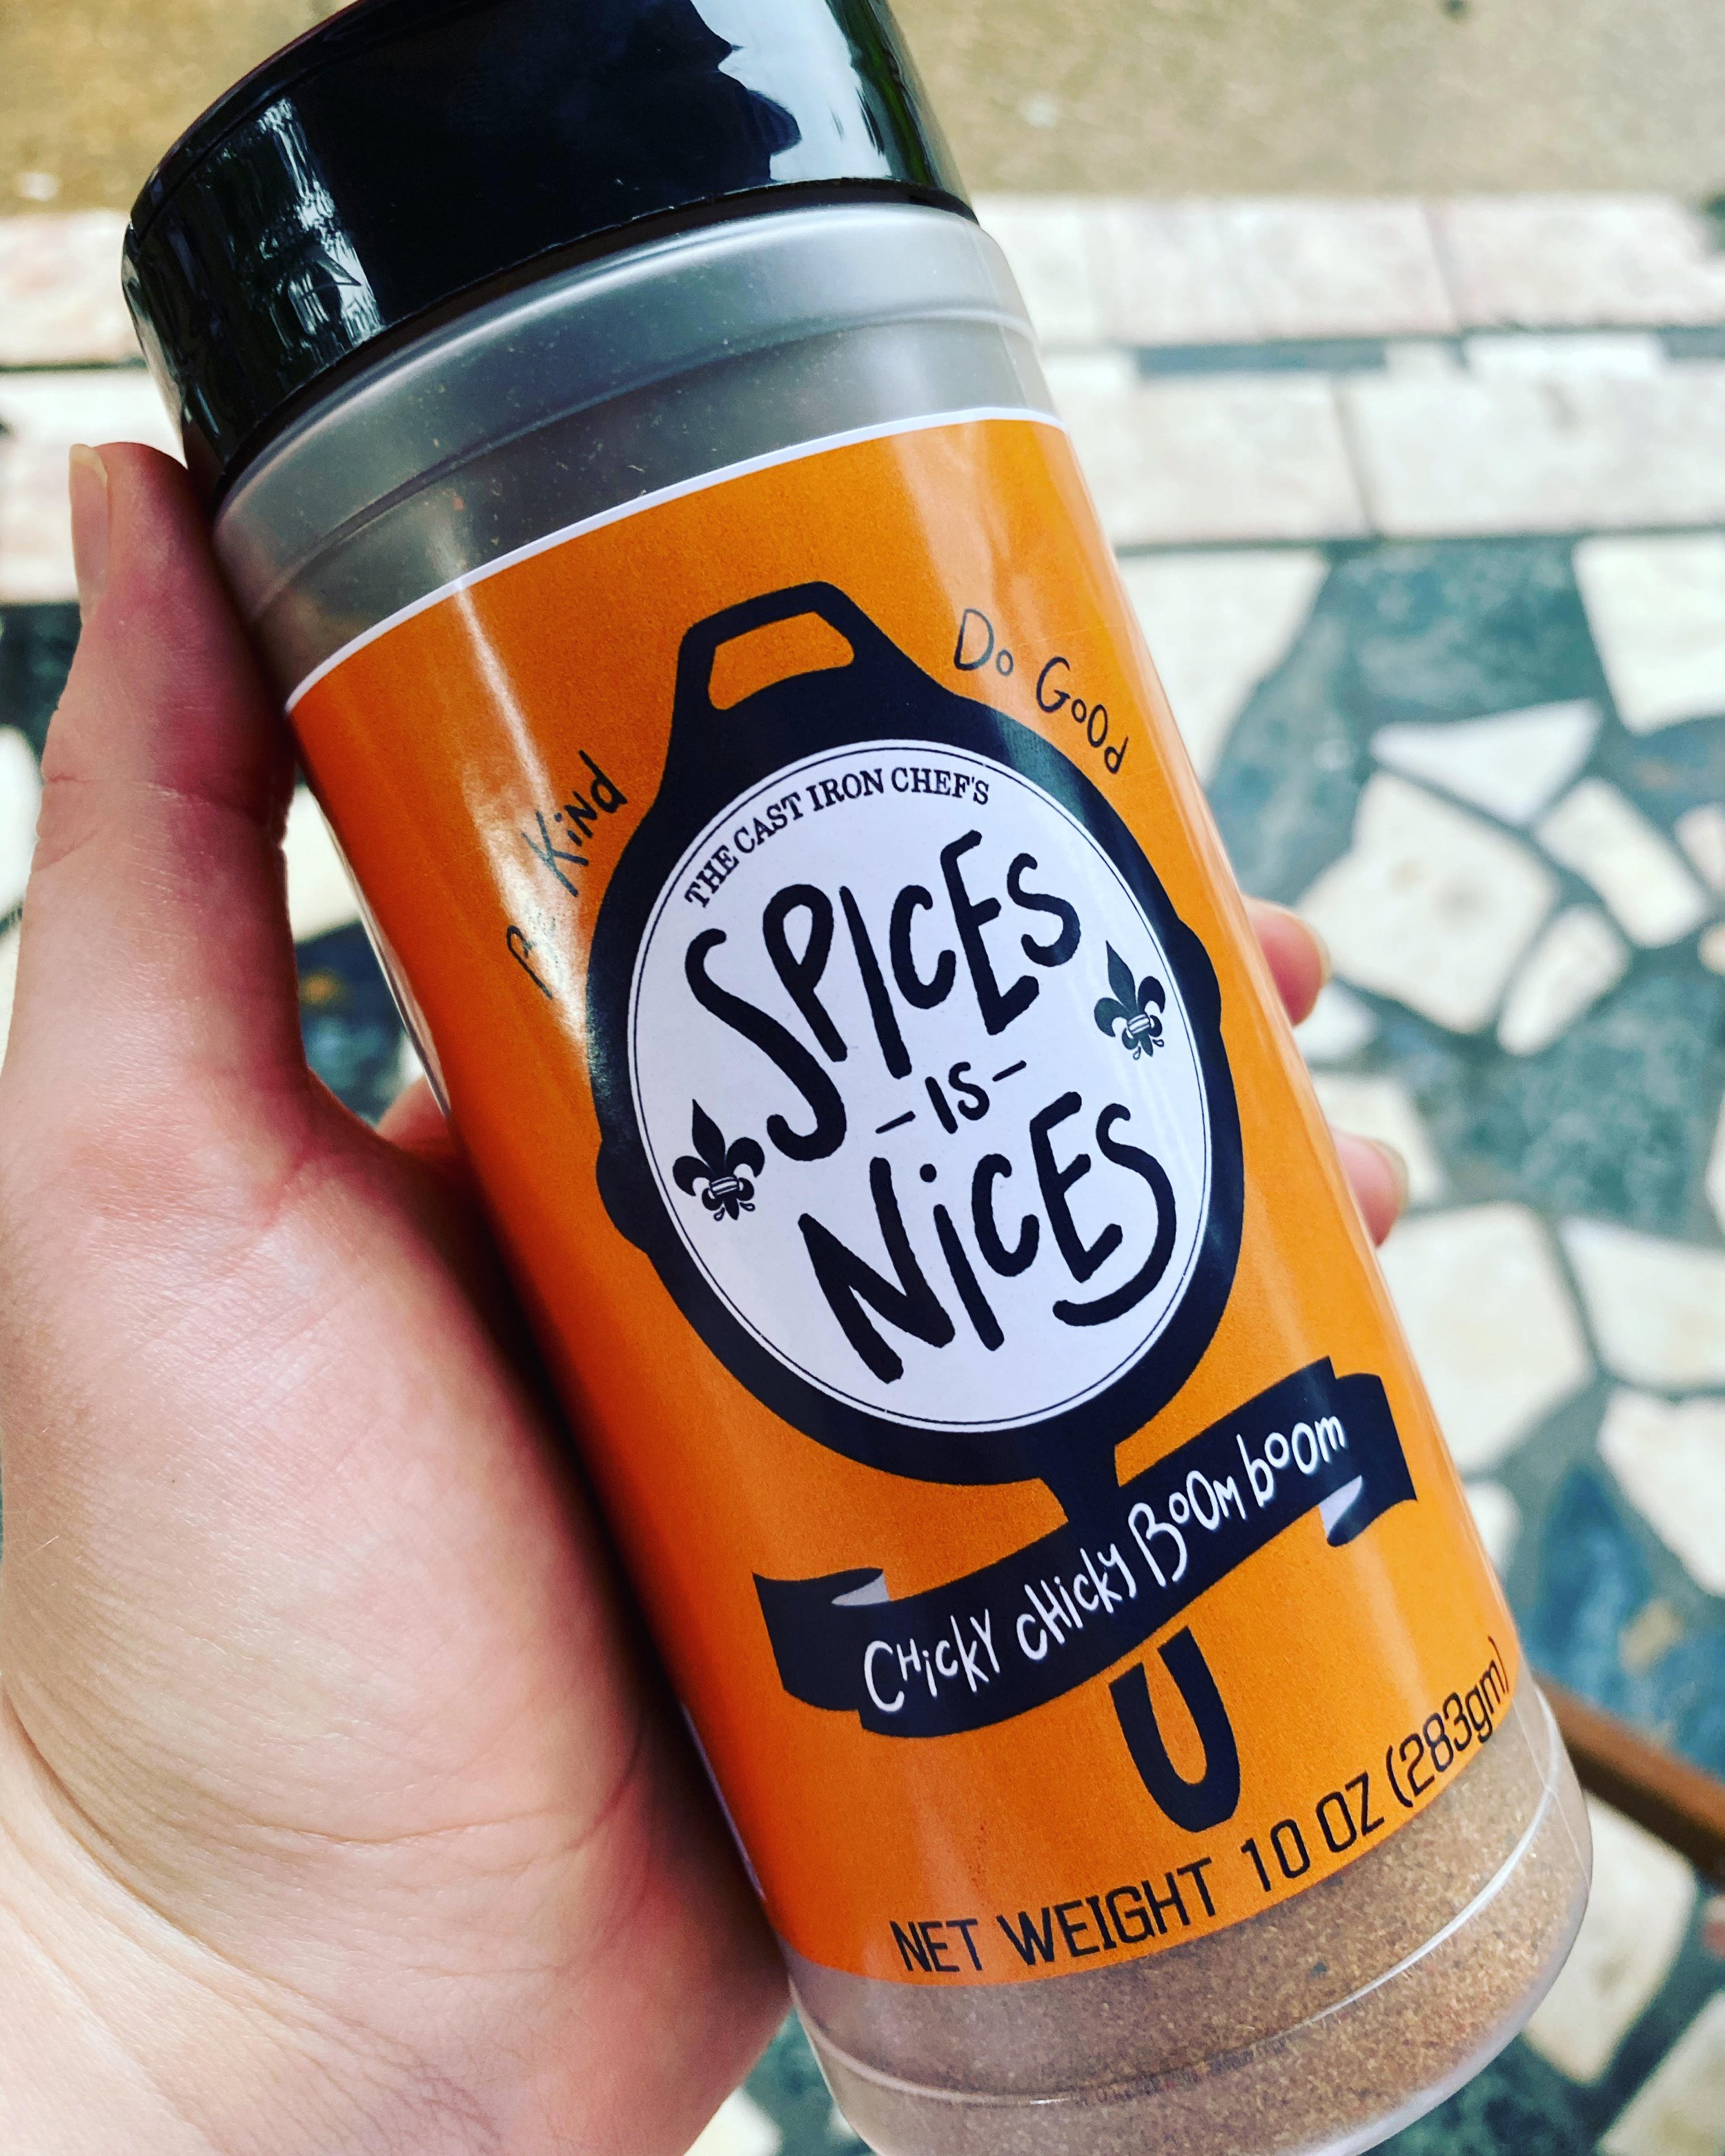 Be Kind
Do Good
THE CAST IRON CHEF'S
SPICES
-IS-
NiCES
CHicKY cHicky BoOM boom
NET WEIGHT 10 OZ (283gm)